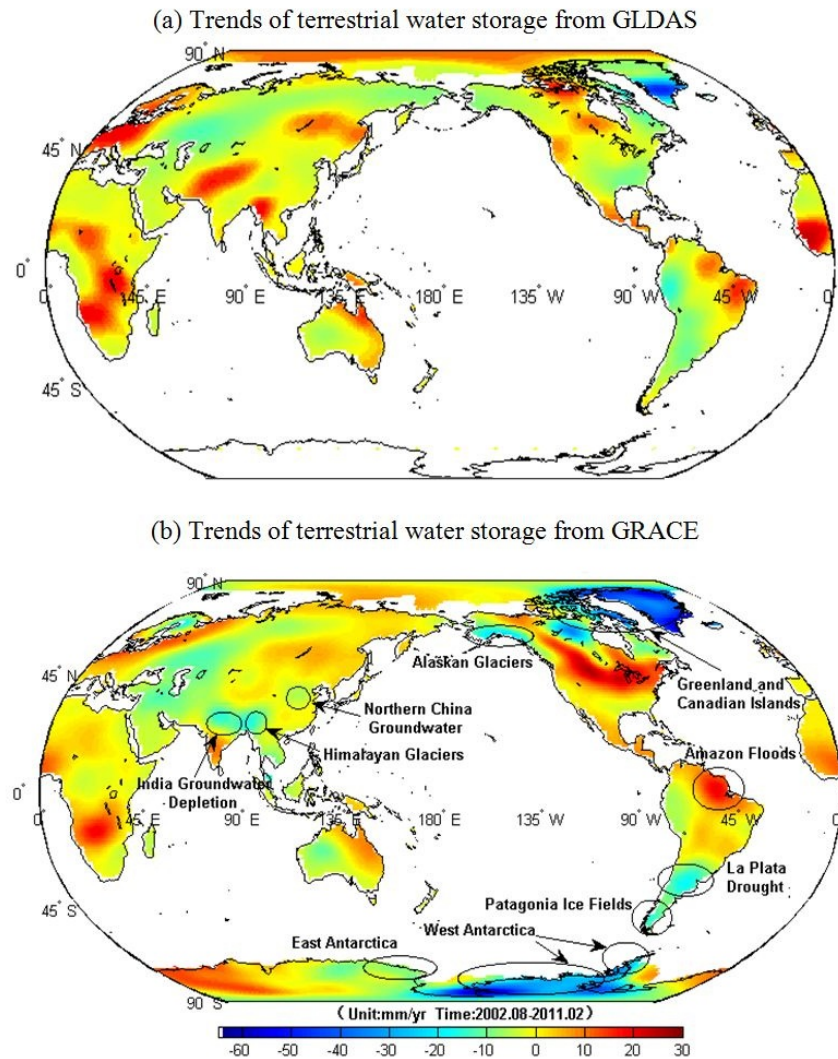 (a) Trends of terrestrial water storage from GLDAS
90° N
45° N
0°
0° 45° E 90° E 135° E 180° E 135° W 90° W 45° W 0°
45° S
(b) Trends of terrestrial water storage from GRACE
90° N
Alaskan Glaciers
45° N
Greenland and
Canadian Islands
Northern China
Groundwater
Himalayan Glaciers
Amazon Floods
India Groundwater
Depletion
0°
0° 45° E 90° E 135° E 180° E 135° W 90° W 45° W 0°
La Plata
Drought
Patagonia Ice Fields
45° S
West Antarctica
East Antarctica
90° S
( Unit:mm/yr Time:2002.08-2011.02 )
-60 -50 -40 -30 -20 -10 0 10 20 30